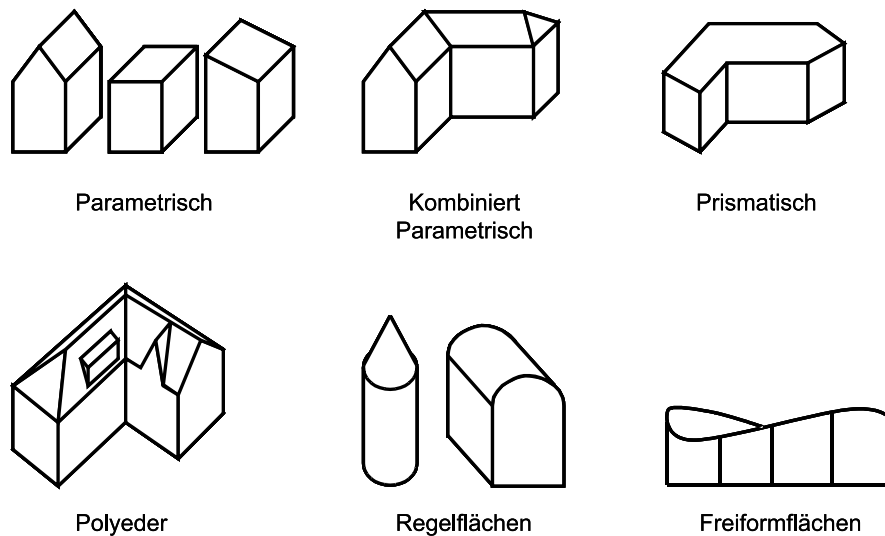 Parametrisch
Kombiniert
Parametrisch
Prismatisch
Polyeder
Regelflächen
Freiformflächen